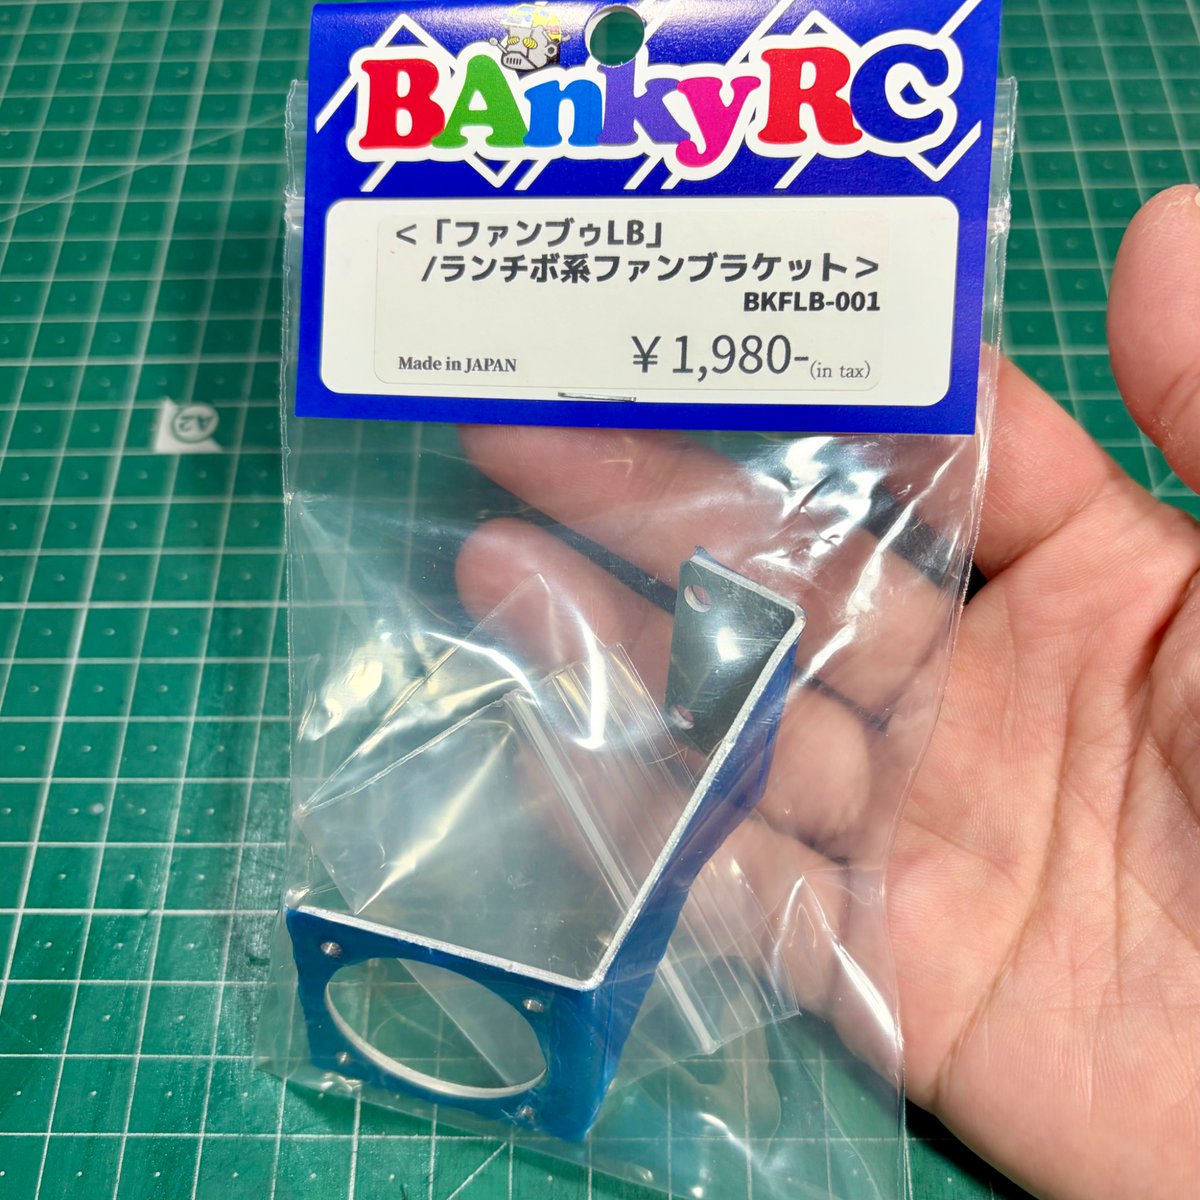 BAnkyRC
<「ファンブゥLB」
/ランチボ系ファンブラケット>
BKFLB-001
Made in JAPAN ￥1,980-(in tax)
A2